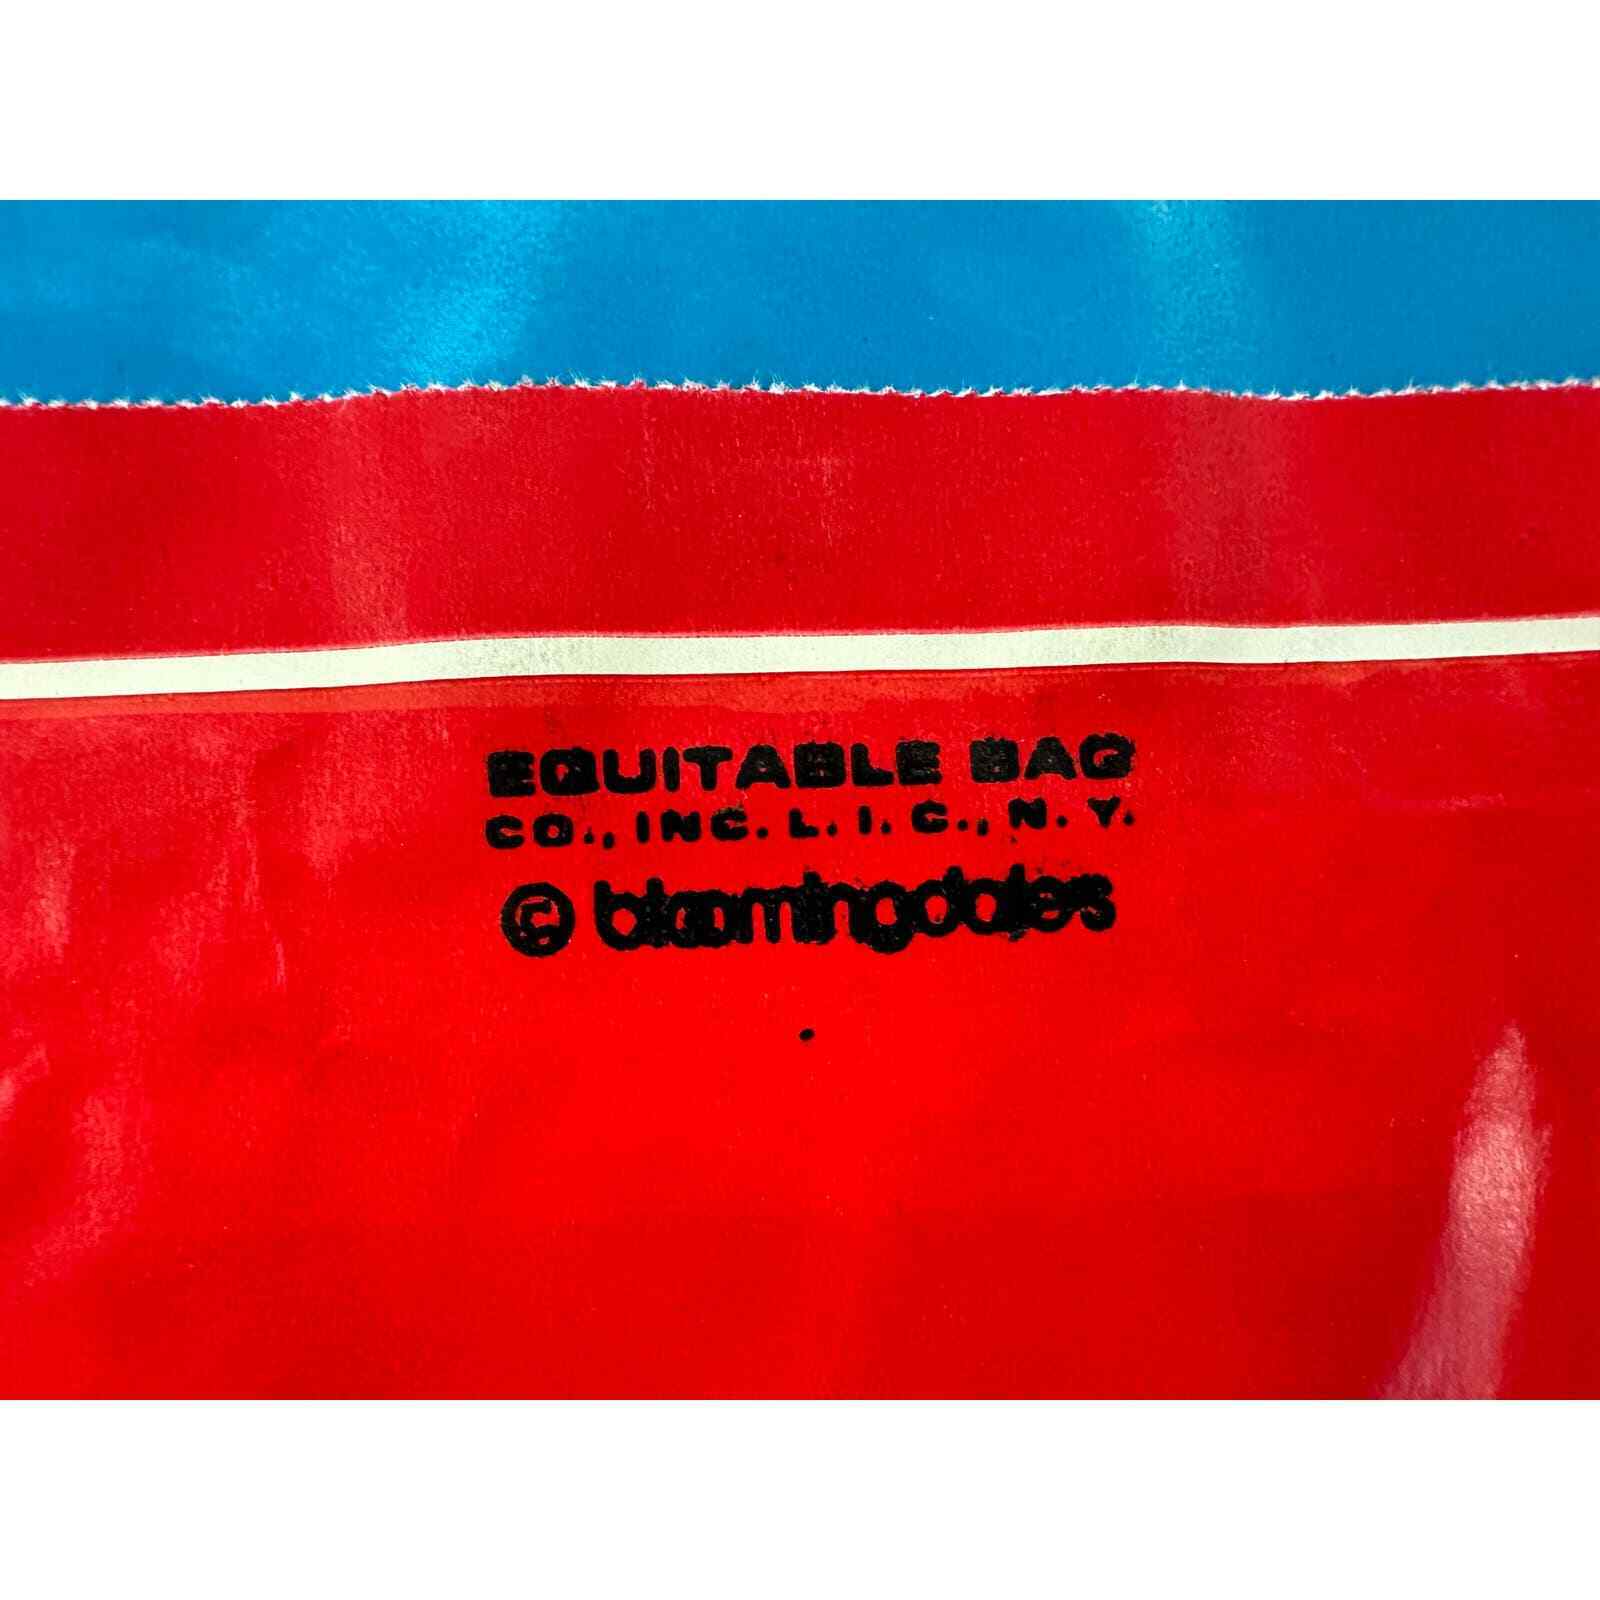 EQUITABLE BAG
CO., INC. L. I. C., N. Y.
© bloomingdales